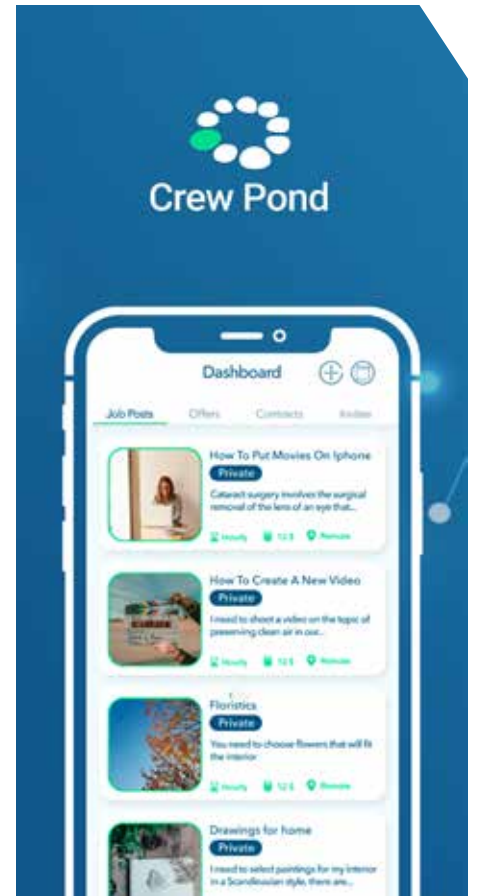 Crew Pond
Dashboard
Job Posts Offers Contracts Invites
How To Put Movies On Iphone
Private
Cataract surgery involves the surgical
removal of the lens of an eye that...
Hourly 12 $ Remote
How To Create A New Video
Private
I need to shoot a video on the topic of
preserving clean air in our...
Hourly 12 $ Remote
Floristics
Private
You need to choose flowers that will fit
the interior
Hourly 12 $ Remote
Drawings for home
Private
I need to select paintings for my interior
in a Scandinavian style, there are...